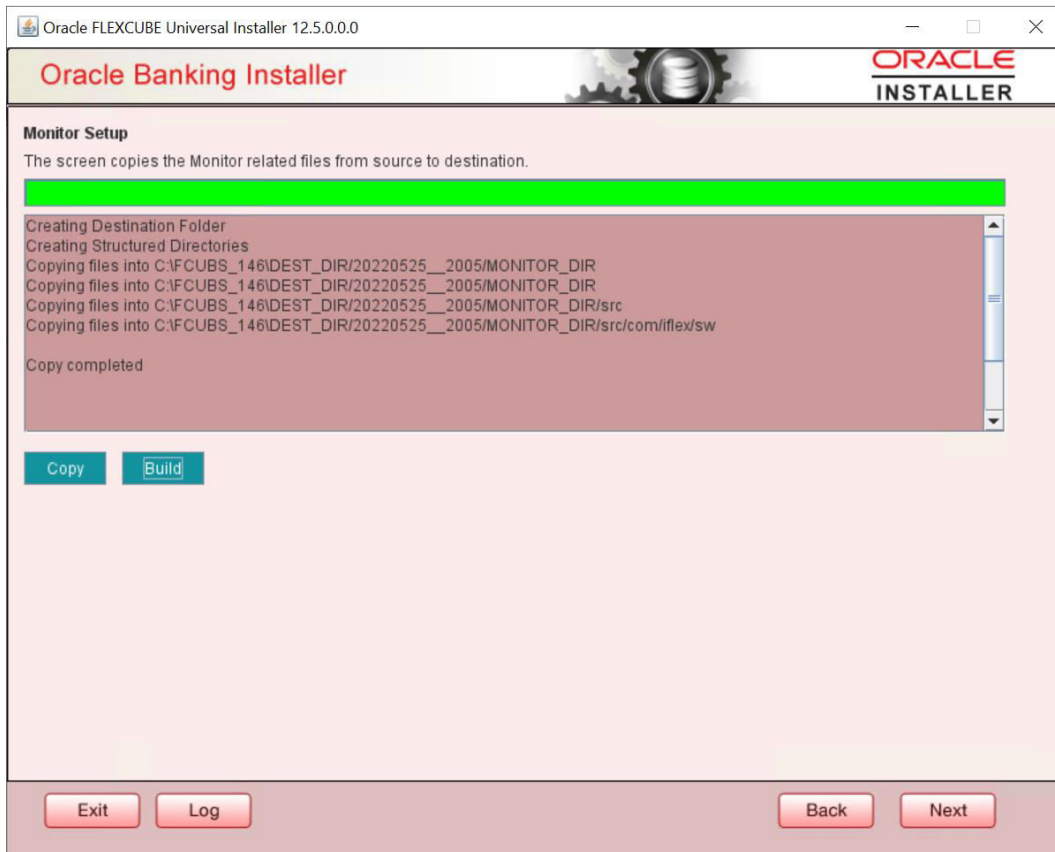 Oracle FLEXCUBE Universal Installer 12.5.0.0.0
Oracle Banking Installer
ORACLE
INSTALLER
Monitor Setup
The screen copies the Monitor related files from source to destination.
Creating Destination Folder
Creating Structured Directories
Copying files into C:\FCUBS_146\DEST_DIR/20220525__2005/MONITOR_DIR
Copying files into C:\FCUBS_146\DEST_DIR/20220525__2005/MONITOR_DIR
Copying files into C:\FCUBS_146\DEST_DIR/20220525__2005/MONITOR_DIR/src
Copying files into C:\FCUBS_146\DEST_DIR/20220525__2005/MONITOR_DIR/src/com/iflex/sw
Copy completed
Copy Build
Exit Log Back Next